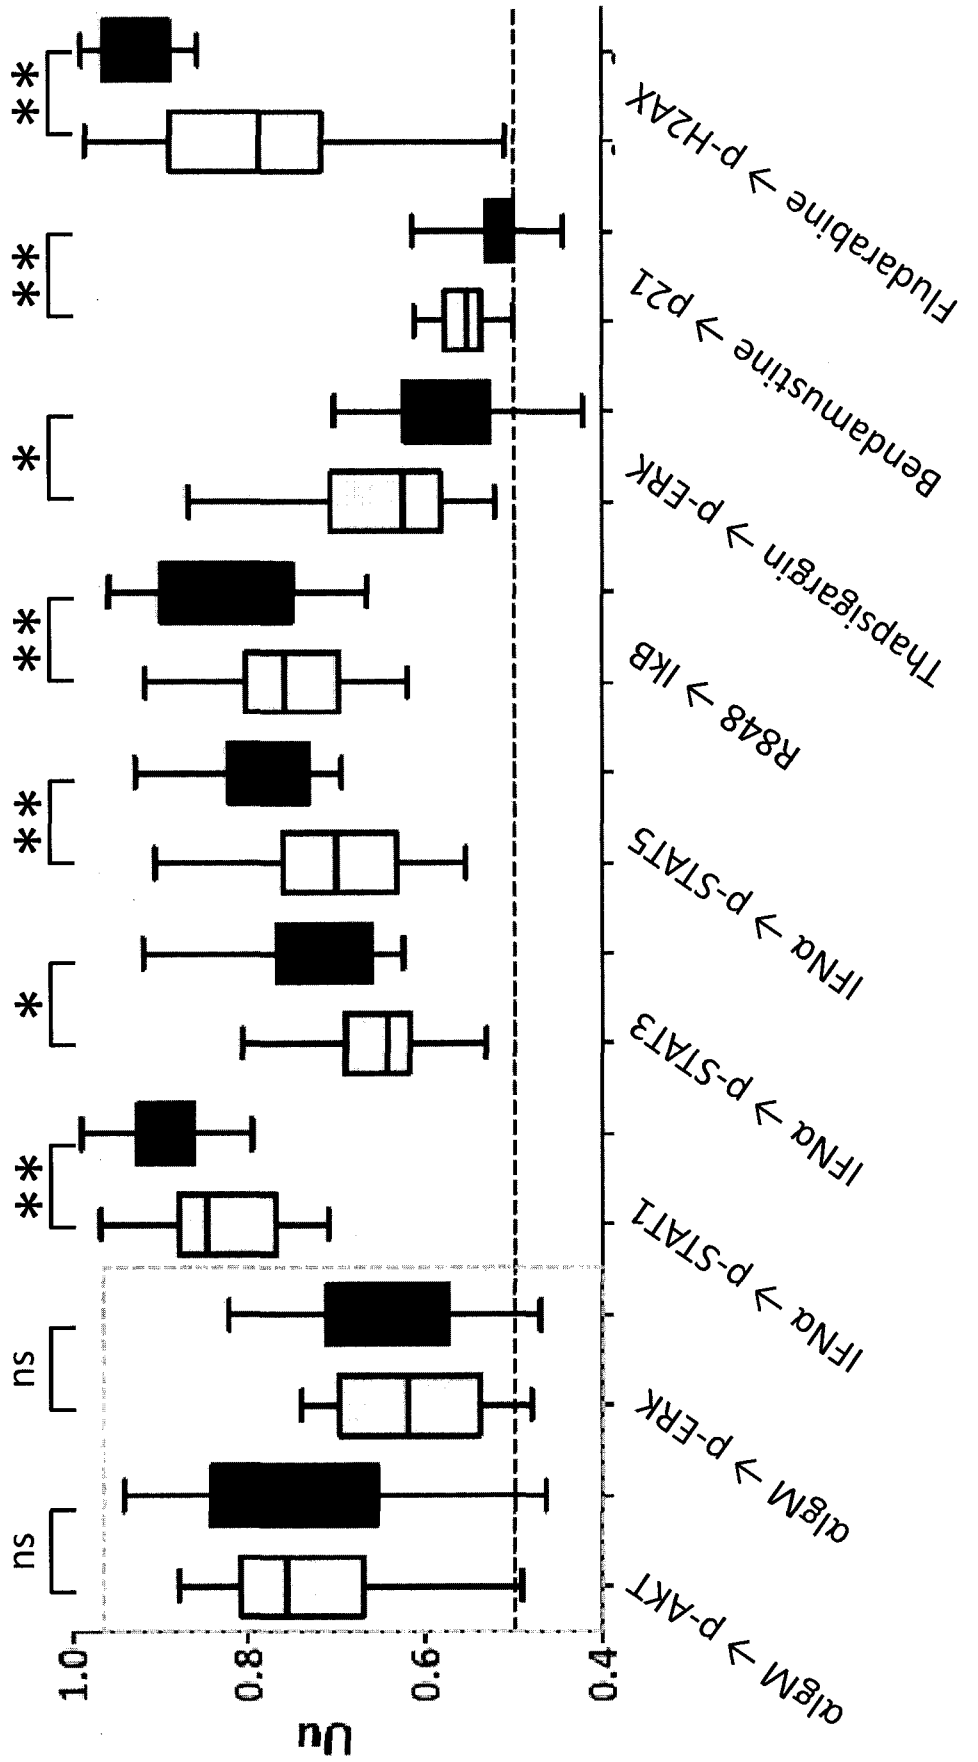 ns
ns
**
*
**
**
*
**
**
Uu
1.0
0.8
0.6
0.4
αIgM → p-AKT
αIgM → p-ERK
IFNα → p-STAT1
IFNα → p-STAT3
IFNα → p-STAT5
R848 → IkB
Thapsigargin → p-ERK
Bendamustine → p21
Fludarabine → p-H2AX